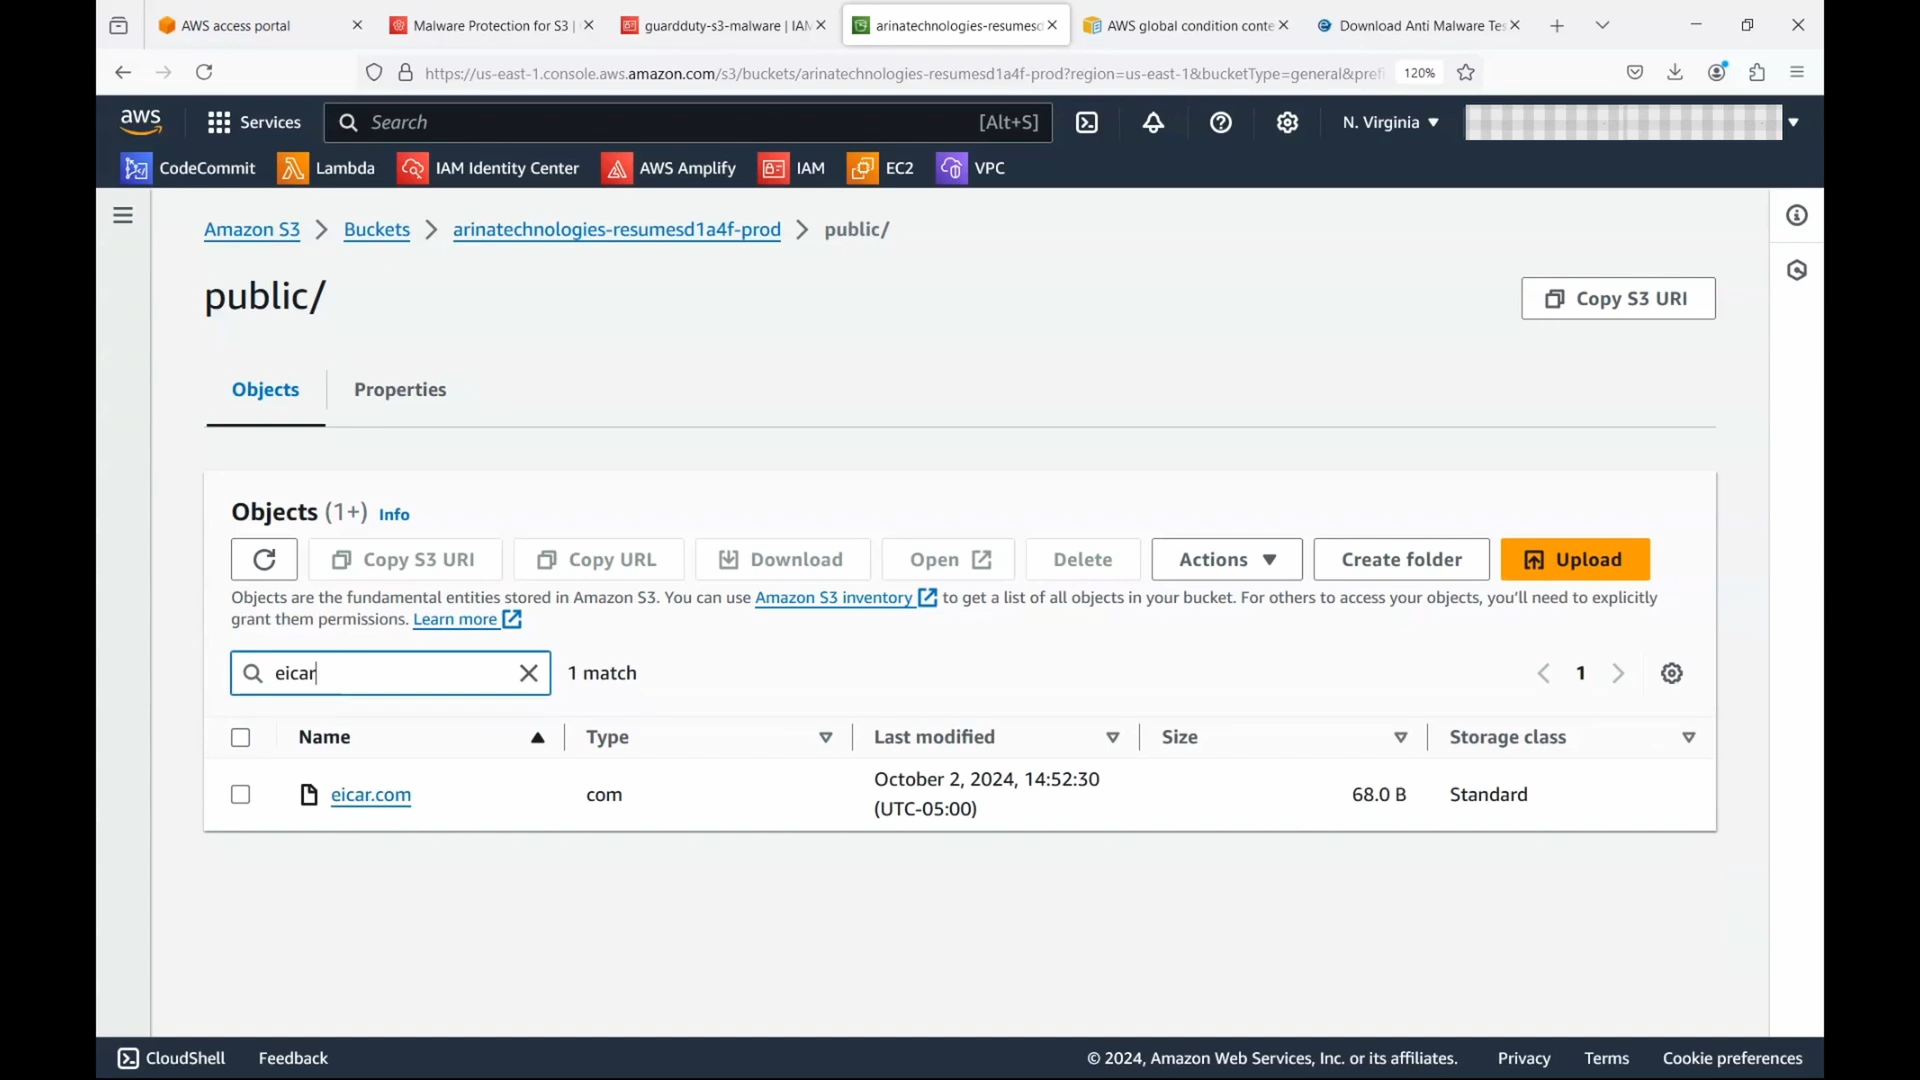 AWS access portal
Malware Protection for S3 |
guardduty-s3-malware | IAM
arinatechnologies-resumesd
AWS global condition conte
Download Anti Malware Tes
https://us-east-1.console.aws.amazon.com/s3/buckets/arinatechnologies-resumesd1a4f-prod?region=us-east-1&bucketType=general&prefi
120%
aws
Services
Search
[Alt+S]
N. Virginia
CodeCommit
Lambda
IAM Identity Center
AWS Amplify
IAM
EC2
VPC
Amazon S3
Buckets
arinatechnologies-resumesd1a4f-prod
public/
public/
Copy S3 URI
Objects
Properties
Objects (1+) Info
Copy S3 URI
Copy URL
Download
Open
Delete
Actions
Create folder
Upload
Objects are the fundamental entities stored in Amazon S3. You can use Amazon S3 inventory to get a list of all objects in your bucket. For others to access your objects, you'll need to explicitly
grant them permissions. Learn more
eicar
1 match
1
Name
Type
Last modified
Size
Storage class
eicar.com
com
October 2, 2024, 14:52:30
(UTC-05:00)
68.0 B
Standard
CloudShell
Feedback
© 2024, Amazon Web Services, Inc. or its affiliates.
Privacy
Terms
Cookie preferences